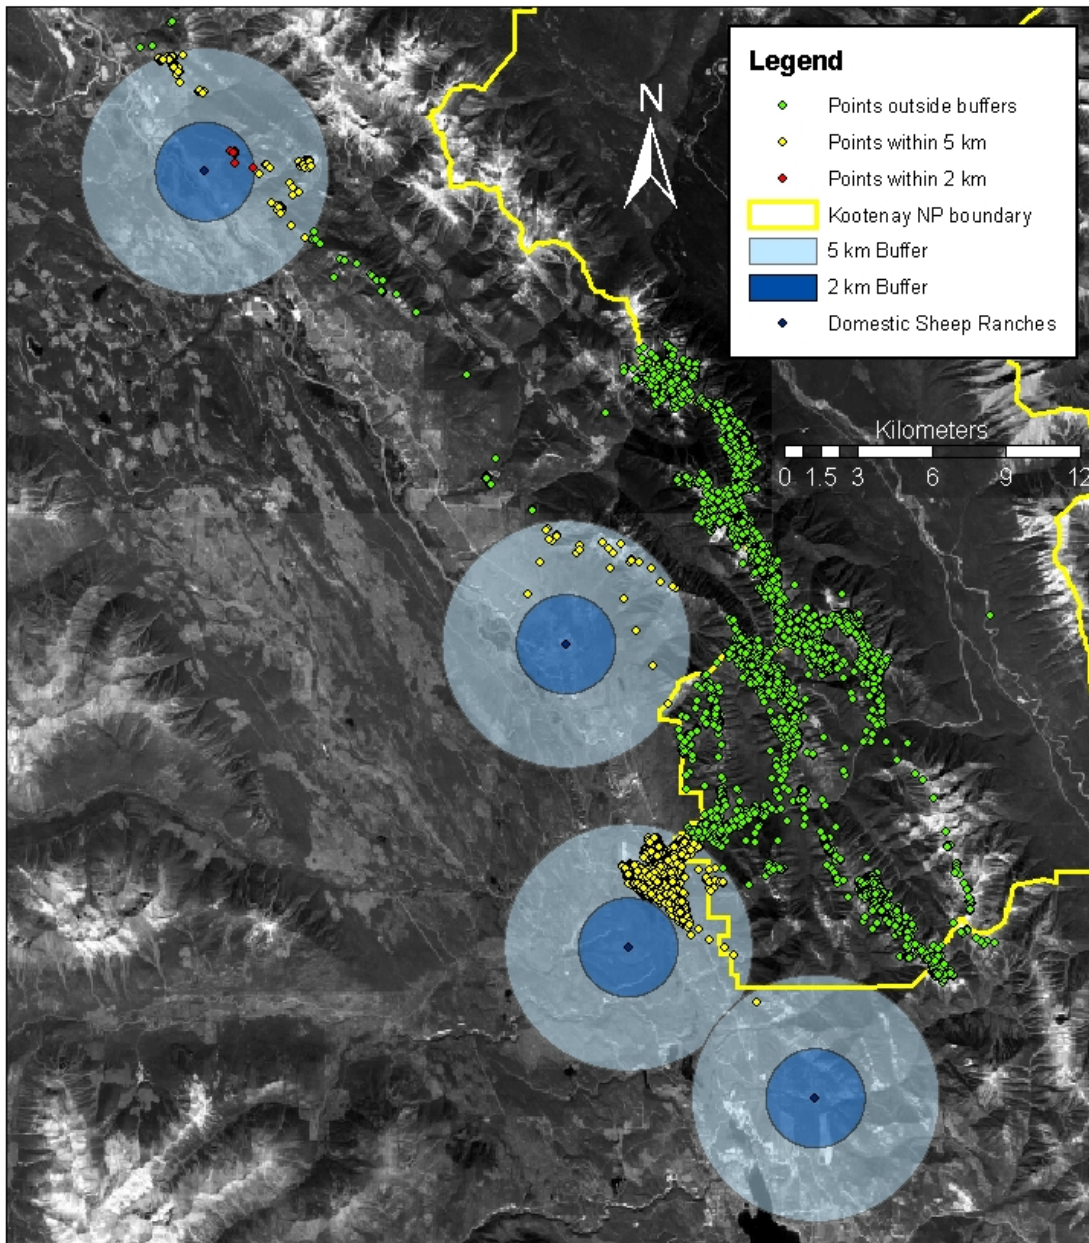 Legend
Points outside buffers
Points within 5 km
Points within 2 km
Kootenay NP boundary
5 km Buffer
2 km Buffer
Domestic Sheep Ranches
N
Kilometers
0 1.5 3 6 9 12